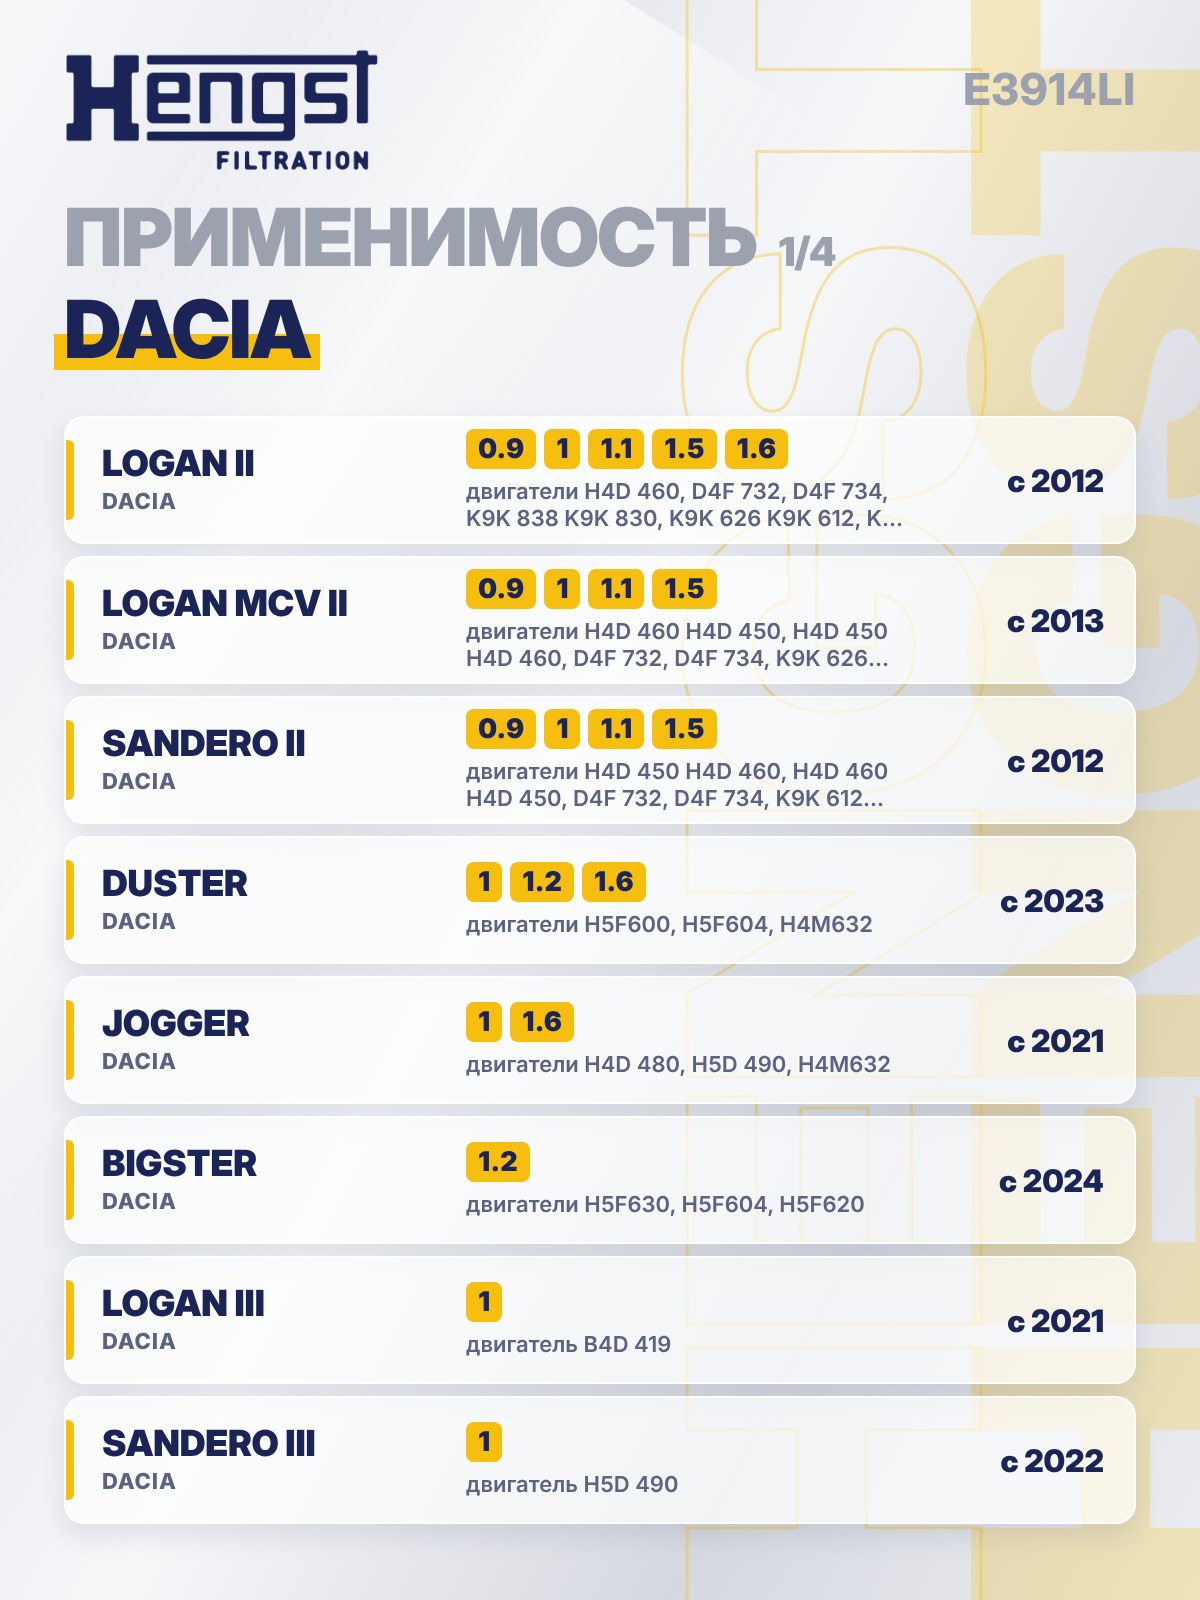 Hengst
FILTRATION
E3914LI
ПРИМЕНИМОСТЬ 1/4
DACIA
LOGAN II
DACIA
0.9 1 1.1 1.5 1.6
двигатели H4D 460, D4F 732, D4F 734,
K9K 838 K9K 830, K9K 626 K9K 612, K...
с 2012
LOGAN MCV II
DACIA
0.9 1 1.1 1.5
двигатели H4D 460 H4D 450, H4D 450
H4D 460, D4F 732, D4F 734, K9K 626...
с 2013
SANDERO II
DACIA
0.9 1 1.1 1.5
двигатели H4D 450 H4D 460, H4D 460
H4D 450, D4F 732, D4F 734, K9K 612...
с 2012
DUSTER
DACIA
1 1.2 1.6
двигатели H5F600, H5F604, H4M632
с 2023
JOGGER
DACIA
1 1.6
двигатели H4D 480, H5D 490, H4M632
с 2021
BIGSTER
DACIA
1.2
двигатели H5F630, H5F604, H5F620
с 2024
LOGAN III
DACIA
1
двигатель B4D 419
с 2021
SANDERO III
DACIA
1
двигатель H5D 490
с 2022
HENGST
HENGST